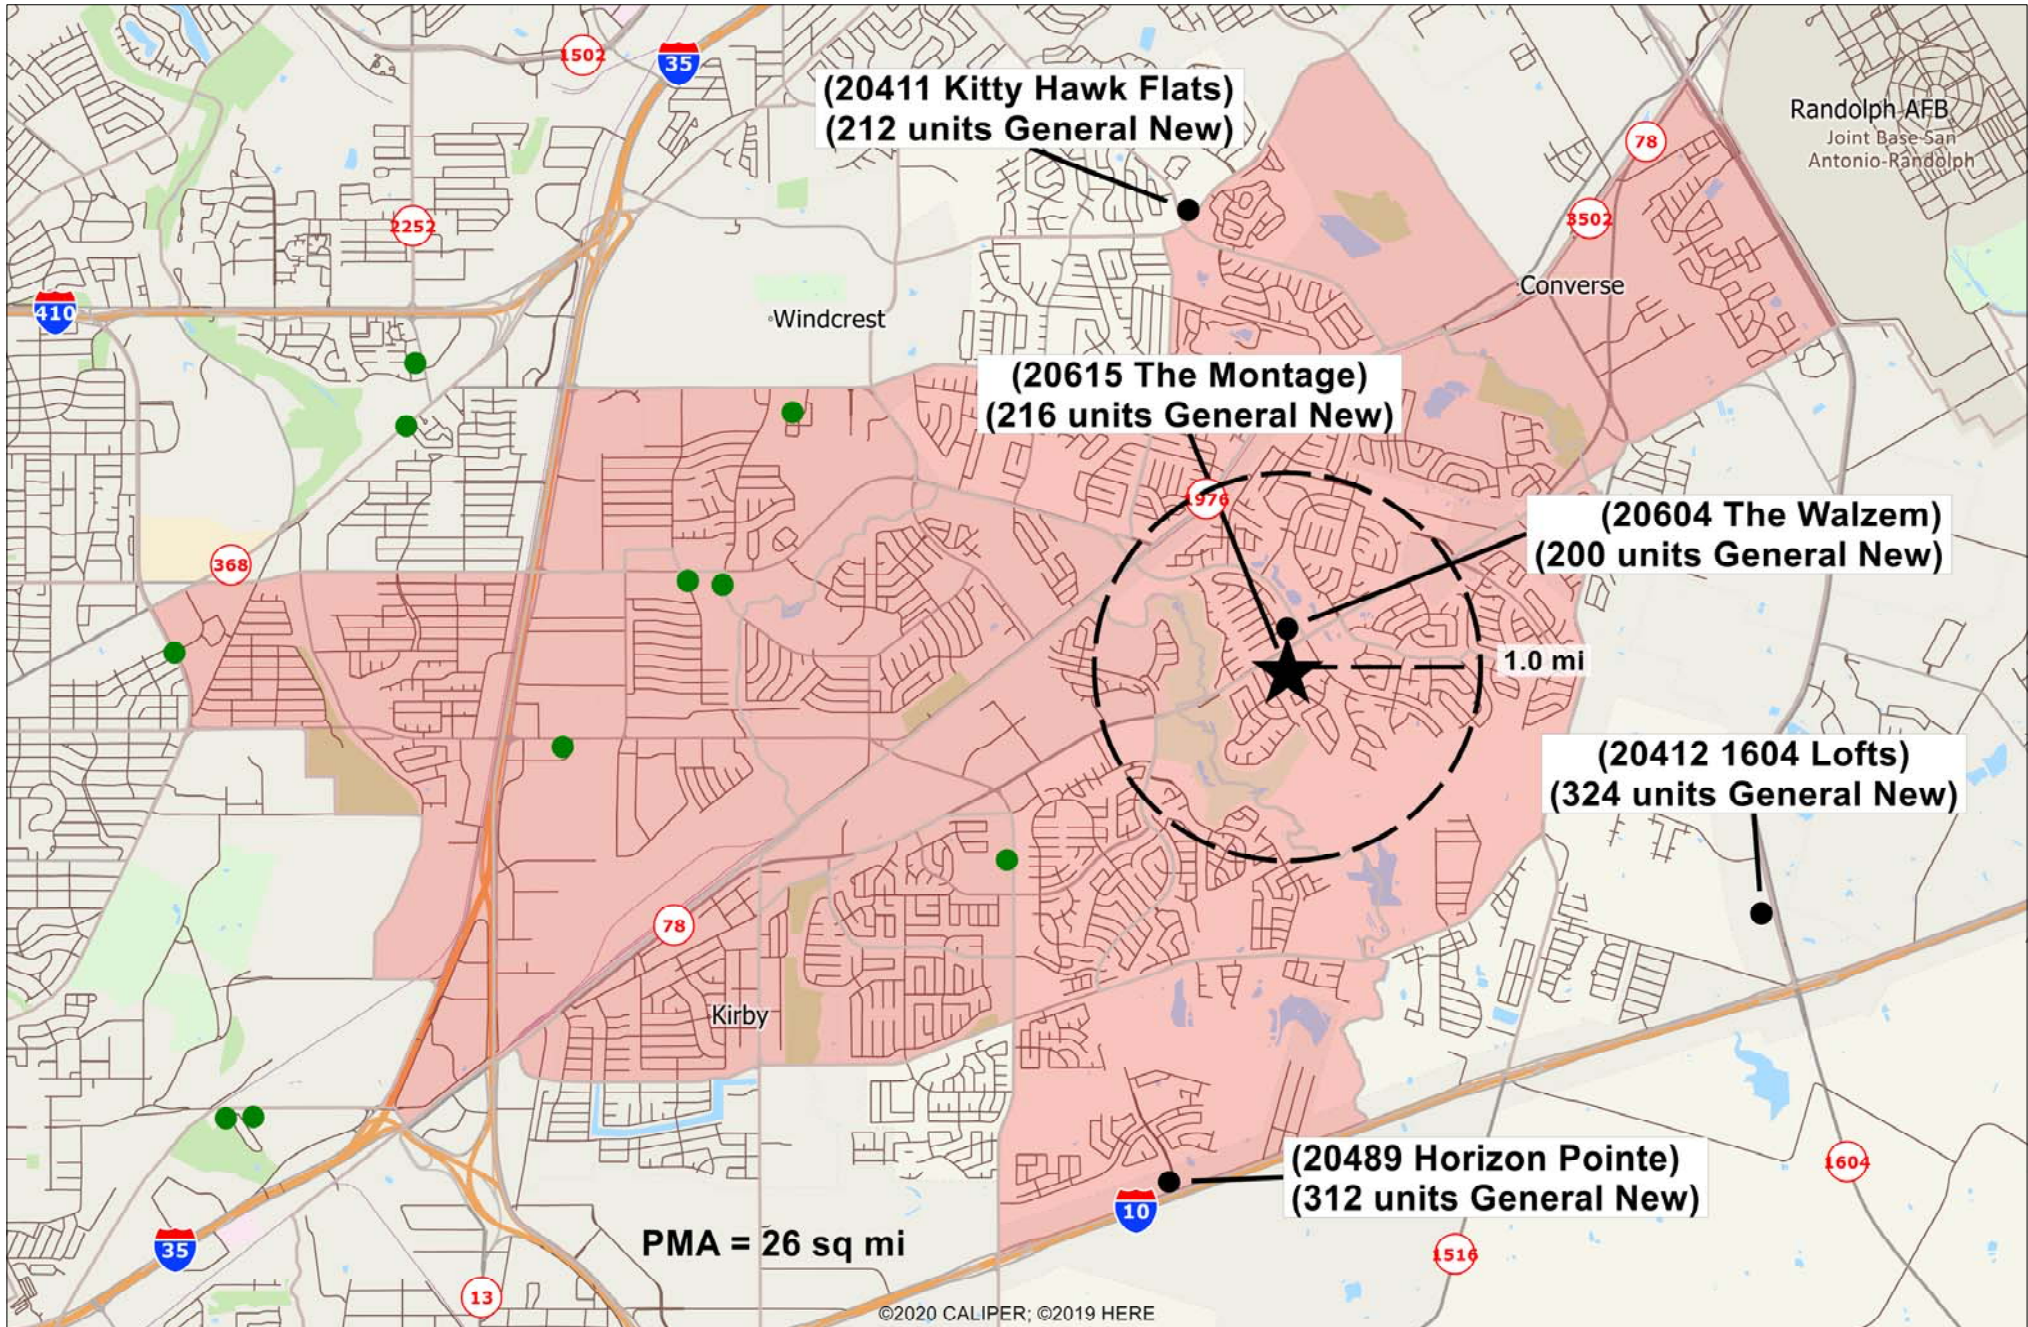 1502
35
(20411 Kitty Hawk Flats)
(212 units General New)
Randolph AFB
Joint Base San
Antonio-Randolph
78
2252
3502
Converse
410
Windcrest
(20615 The Montage)
(216 units General New)
1976
(20604 The Walzem)
(200 units General New)
368
1.0 mi
(20412 1604 Lofts)
(324 units General New)
78
Kirby
(20489 Horizon Pointe)
(312 units General New)
1604
10
PMA = 26 sq mi
35
1516
13
©2020 CALIPER; ©2019 HERE